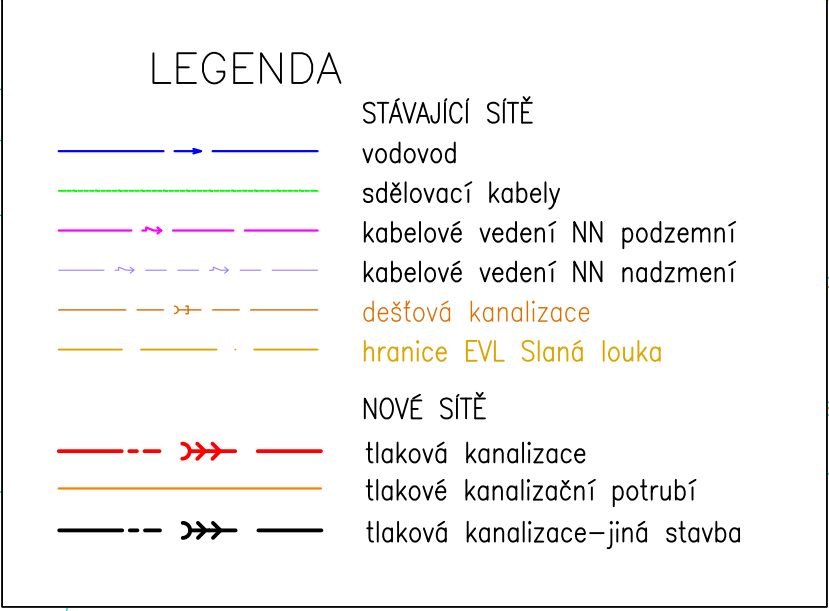 LEGENDA
STÁVAJÍCÍ SÍTĚ
vodovod
sdělovací kabely
kabelové vedení NN podzemní
kabelové vedení NN nadzmení
dešťová kanalizace
hranice EVL Slaná louka
NOVÉ SÍTĚ
tlaková kanalizace
tlakové kanalizační potrubí
tlaková kanalizace-jiná stavba